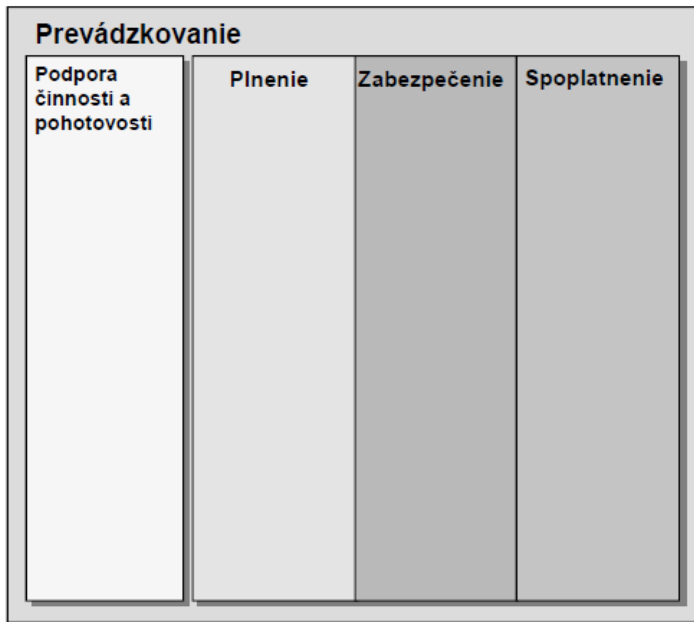 Prevádzkovanie
Podpora
činnosti a
pohotovosti
Plnenie
Zabezpečenie
Spoplatnenie